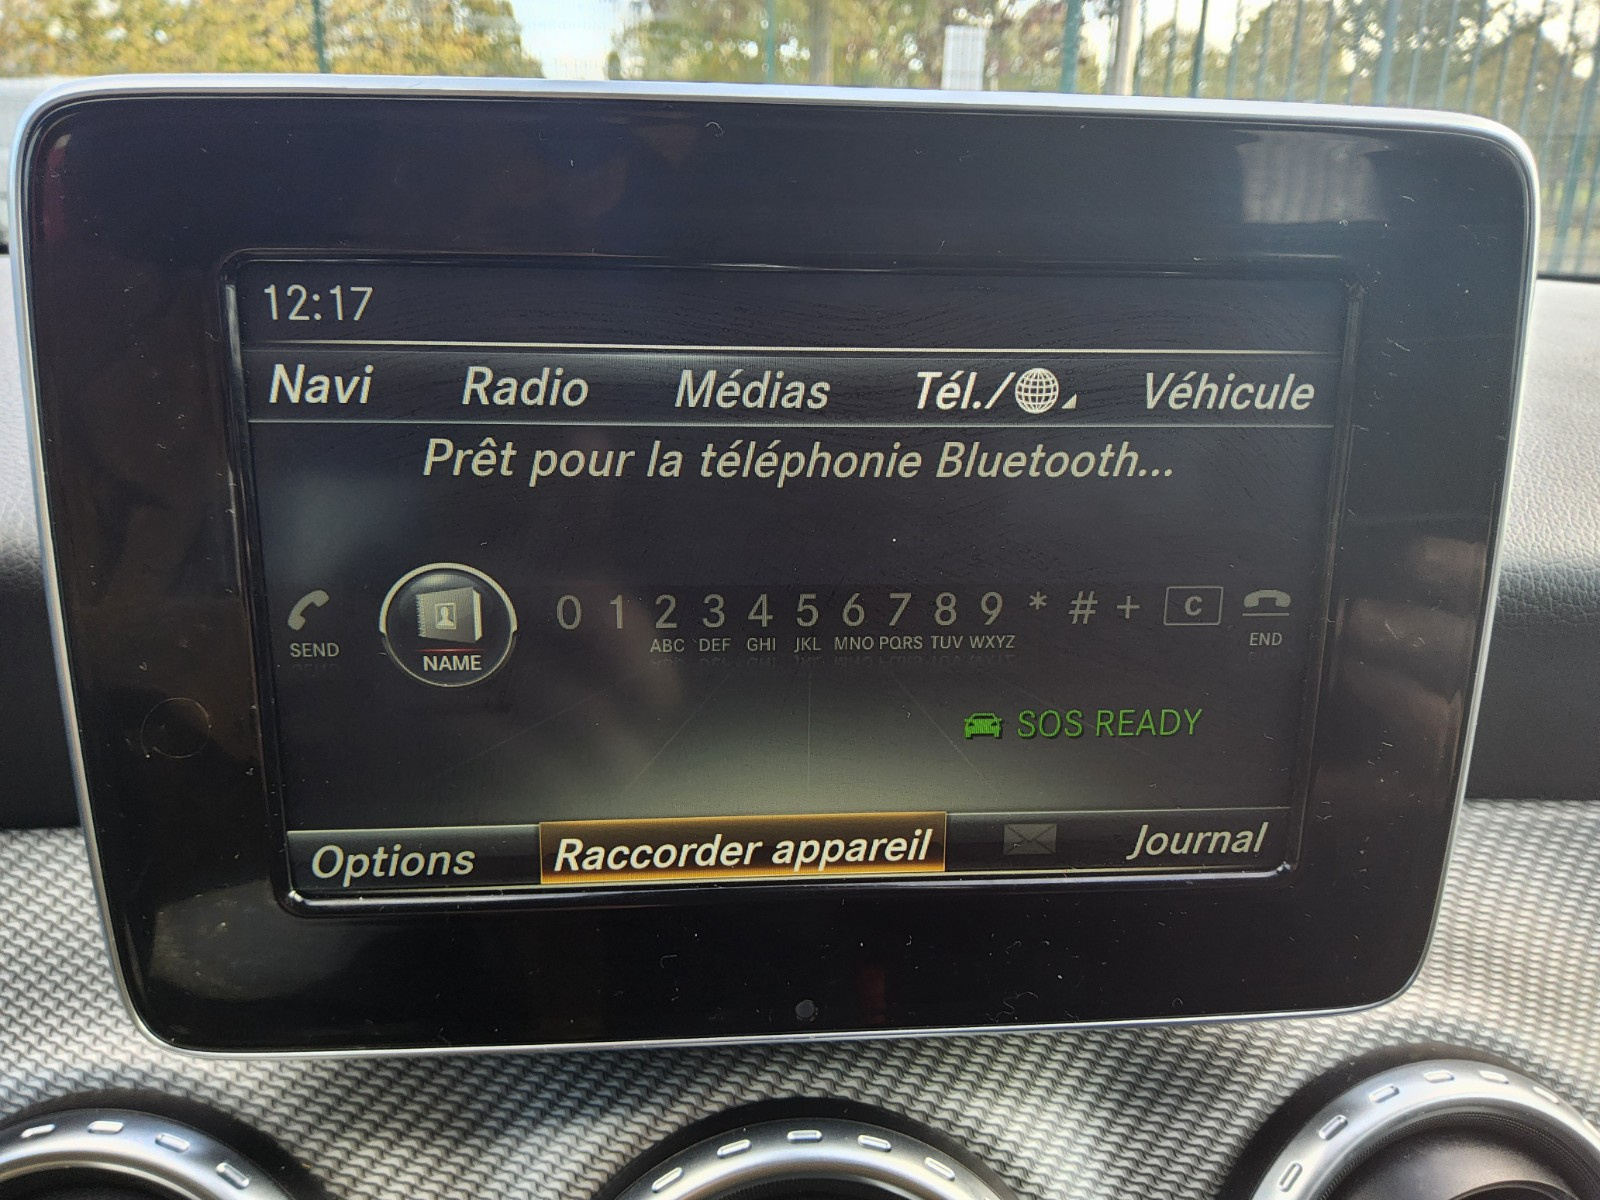 12:17
Navi Radio Médias Tél./ Véhicule
Prêt pour la téléphonie Bluetooth...
SEND NAME 0 1 2 3 4 5 6 7 8 9 * # + C END
ABC DEF GHI JKL MNO PQRS TUV WXYZ
SOS READY
Options Raccorder appareil Journal